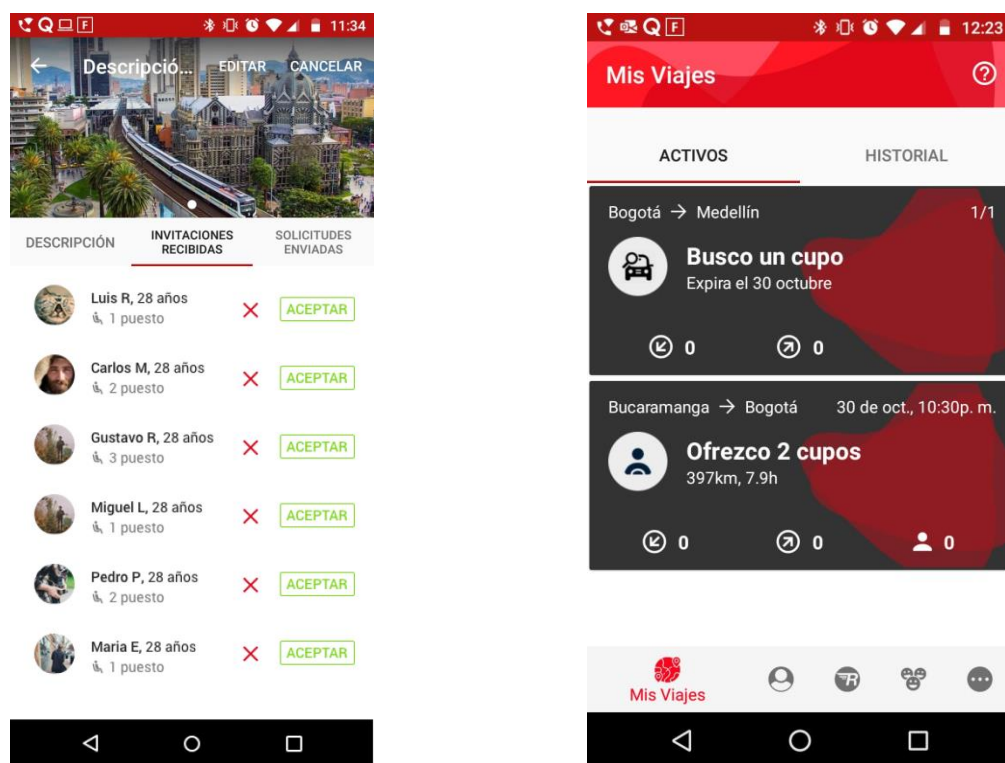 11:34
Descripció... EDITAR CANCELAR
DESCRIPCIÓN
INVITACIONES
RECIBIDAS
SOLICITUDES
ENVIADAS
Luis R, 28 años
1 puesto
ACEPTAR
Carlos M, 28 años
2 puesto
ACEPTAR
Gustavo R, 28 años
3 puesto
ACEPTAR
Miguel L, 28 años
1 puesto
ACEPTAR
Pedro P, 28 años
2 puesto
ACEPTAR
Maria E, 28 años
1 puesto
ACEPTAR
12:23
Mis Viajes
ACTIVOS HISTORIAL
Bogotá → Medellín 1/1
Busco un cupo
Expira el 30 octubre
0 0
Bucaramanga → Bogotá 30 de oct., 10:30p. m.
Ofrezco 2 cupos
397km, 7.9h
0 0 0
Mis Viajes